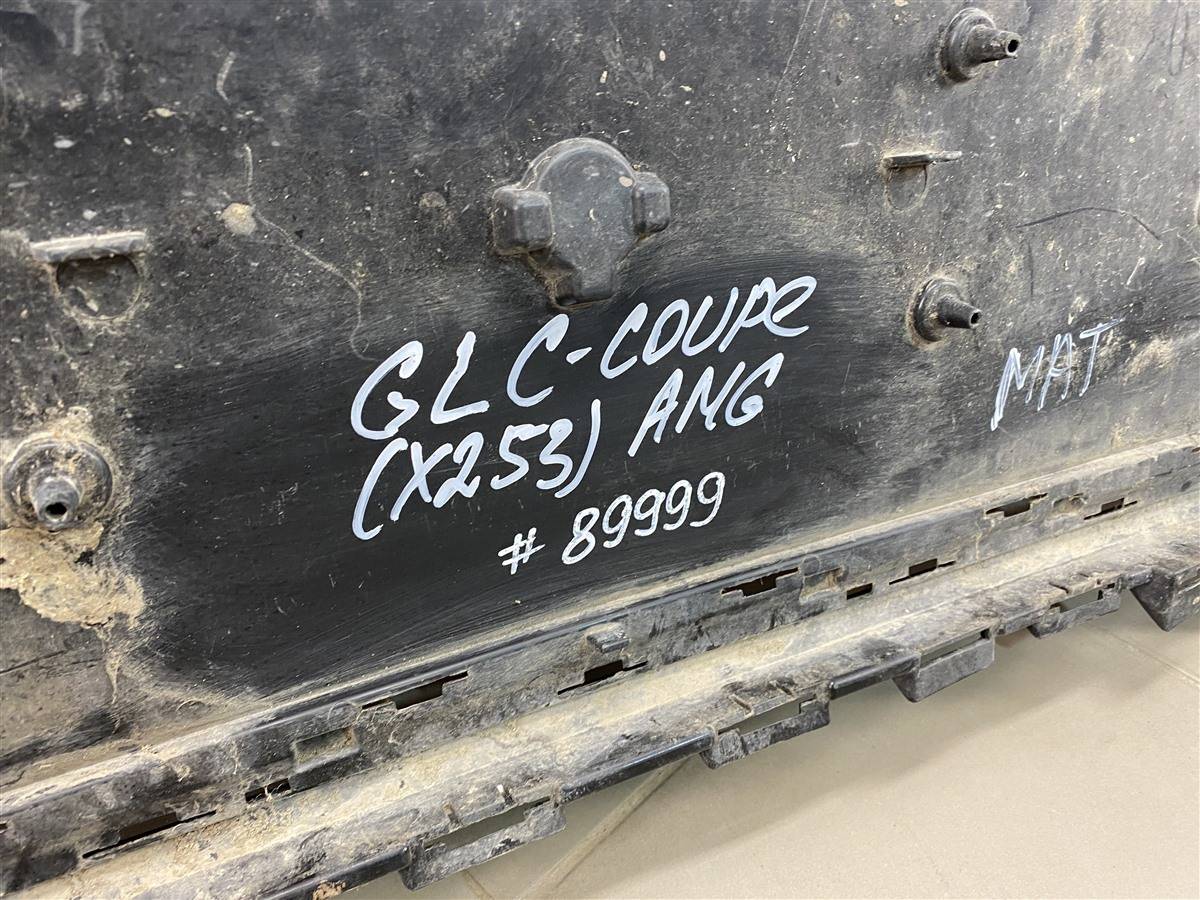 GLC-COUPe
(X253) AMG
# 89999
MAT